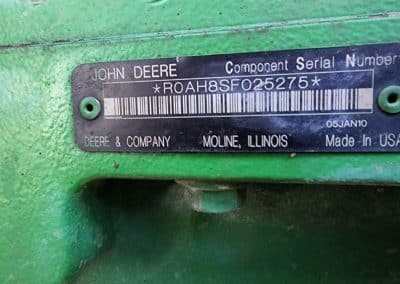 JOHN DEERE Component Serial Number
*R0AH8SF025275*
05JAN10
DEERE & COMPANY MOLINE, ILLINOIS Made In USA